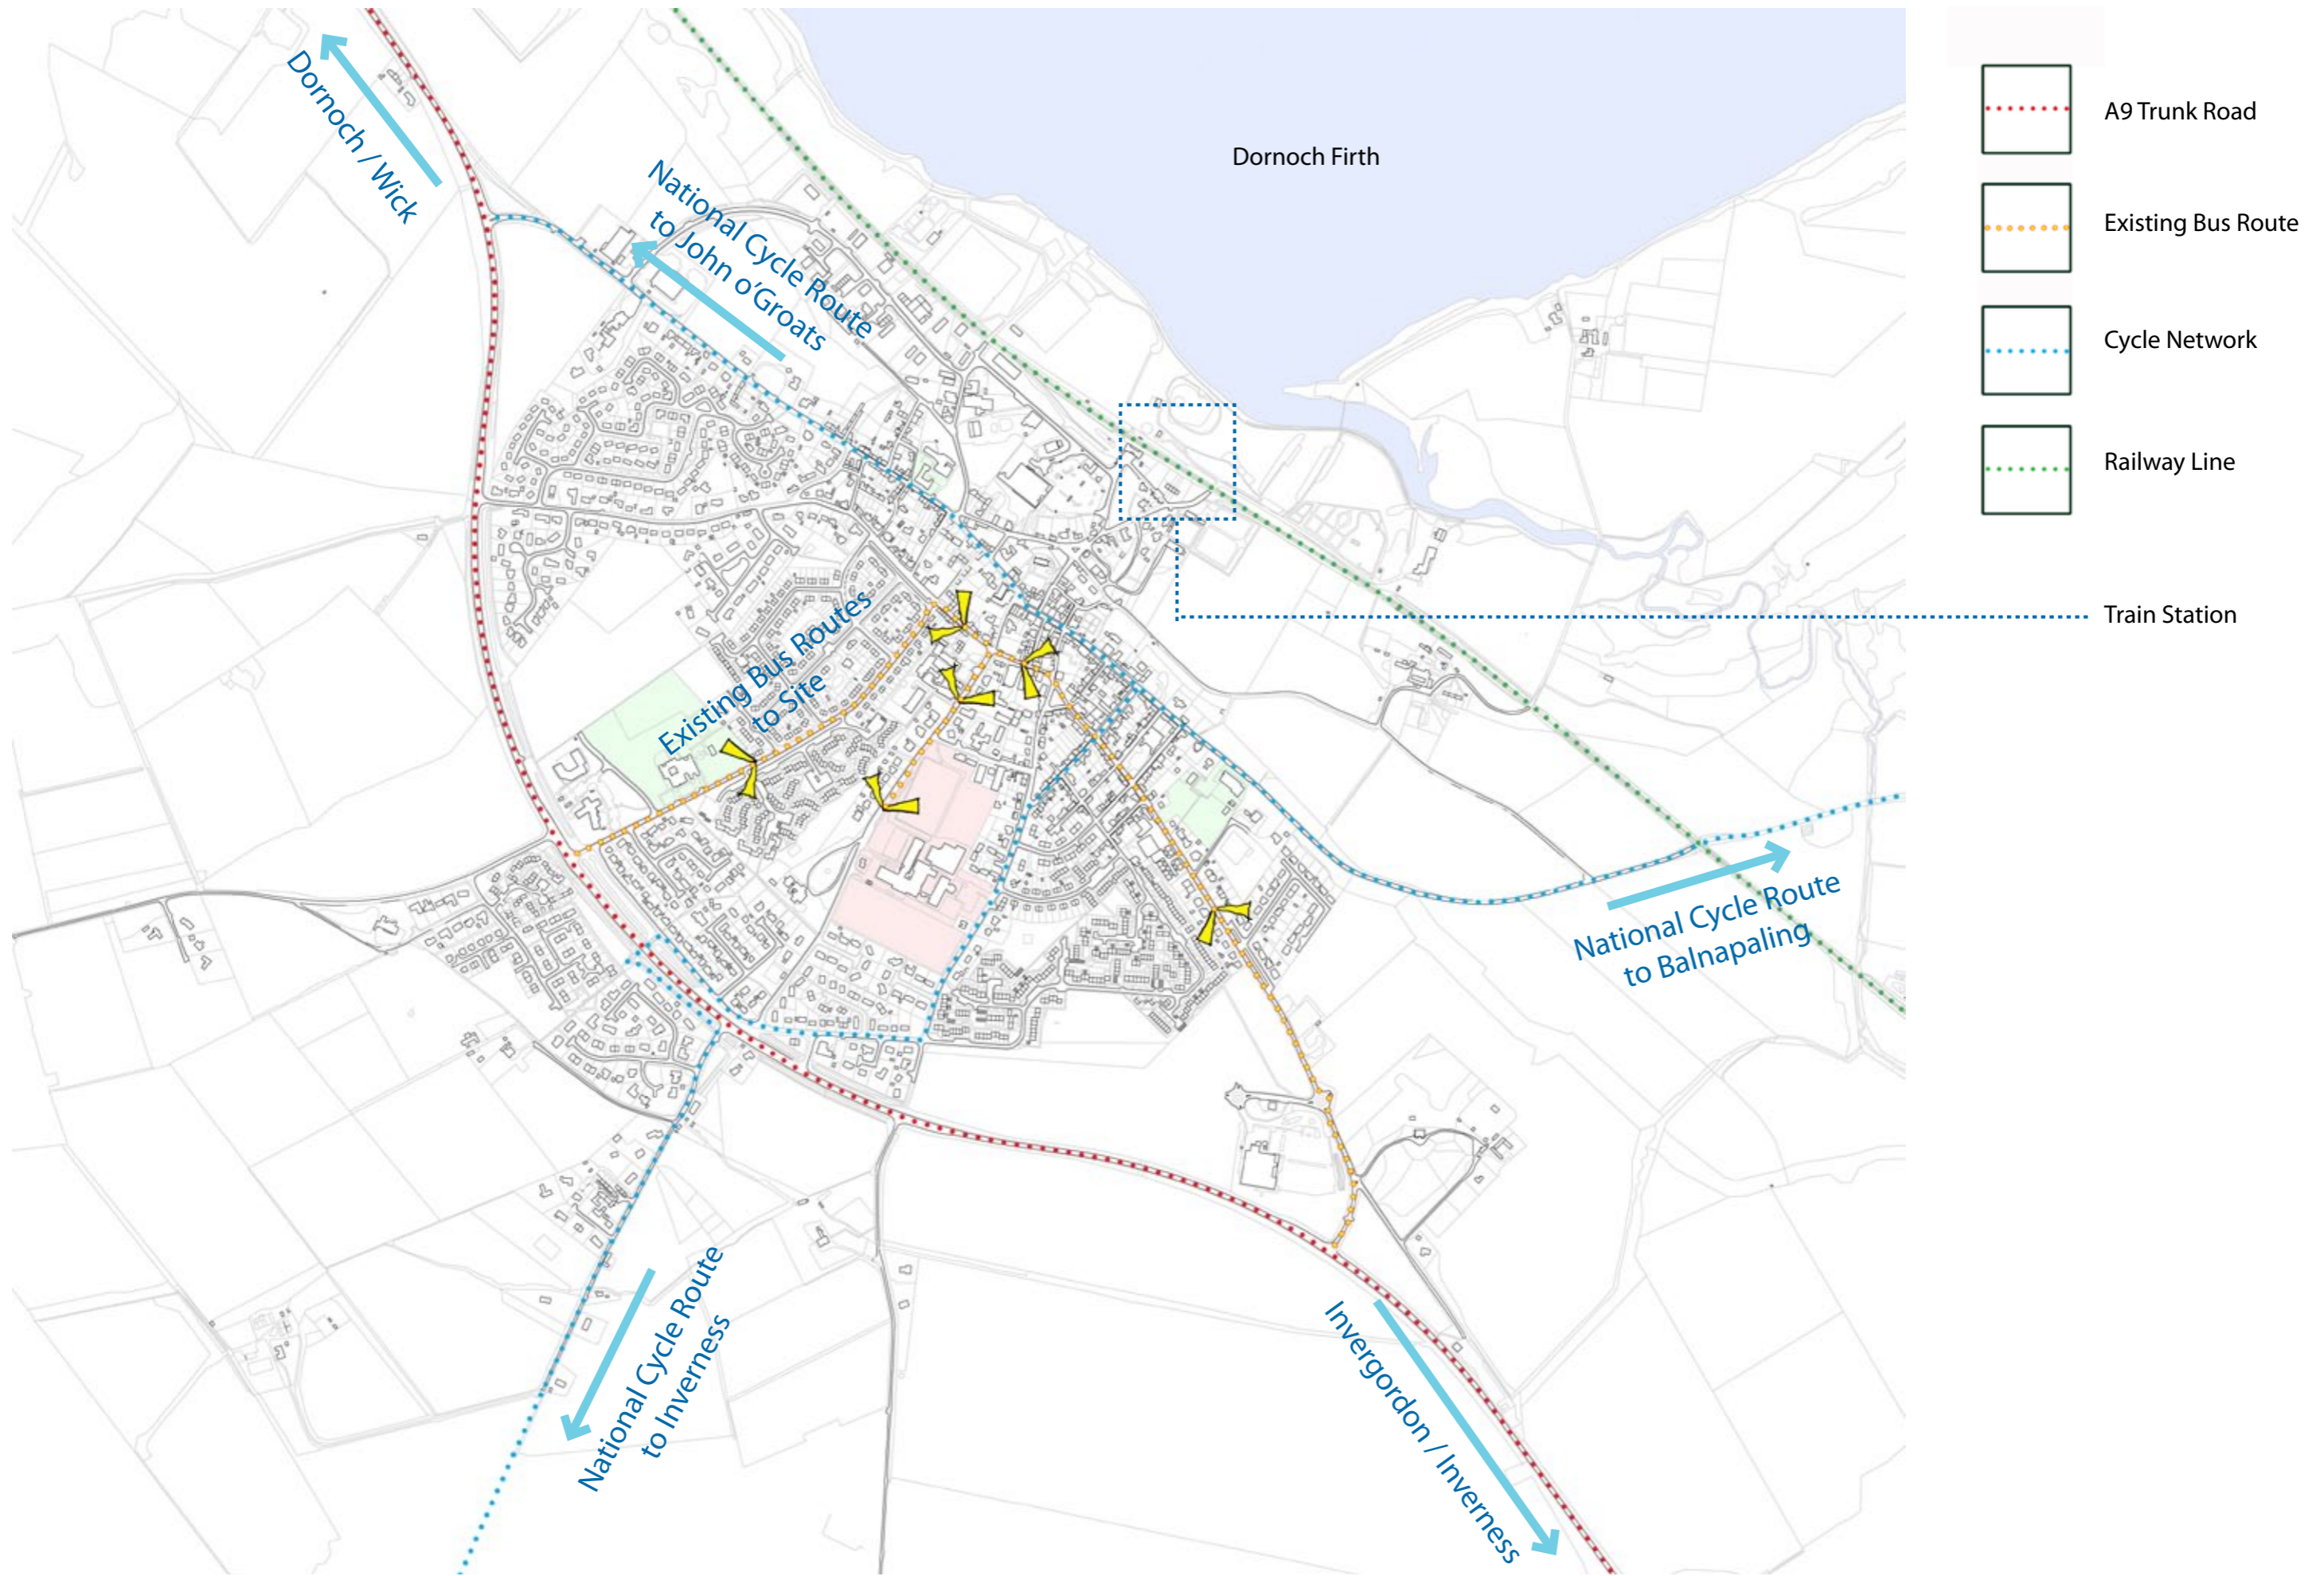 Dornoch / Wick
National Cycle Route
to John o'Groats
Dornoch Firth
A9 Trunk Road
Existing Bus Route
Cycle Network
Railway Line
Train Station
Existing Bus Routes
to Site
National Cycle Route
to Balnapaling
National Cycle Route
to Inverness
Invergordon / Inverness